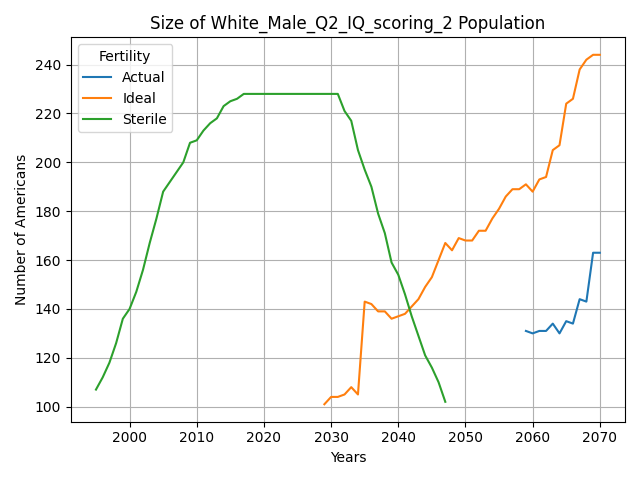 Size of White_Male_Q2_IQ_scoring_2 Population
Fertility
Actual
Ideal
Sterile
Number of Americans
240
220
200
180
160
140
120
100
2000 2010 2020 2030 2040 2050 2060 2070
Years